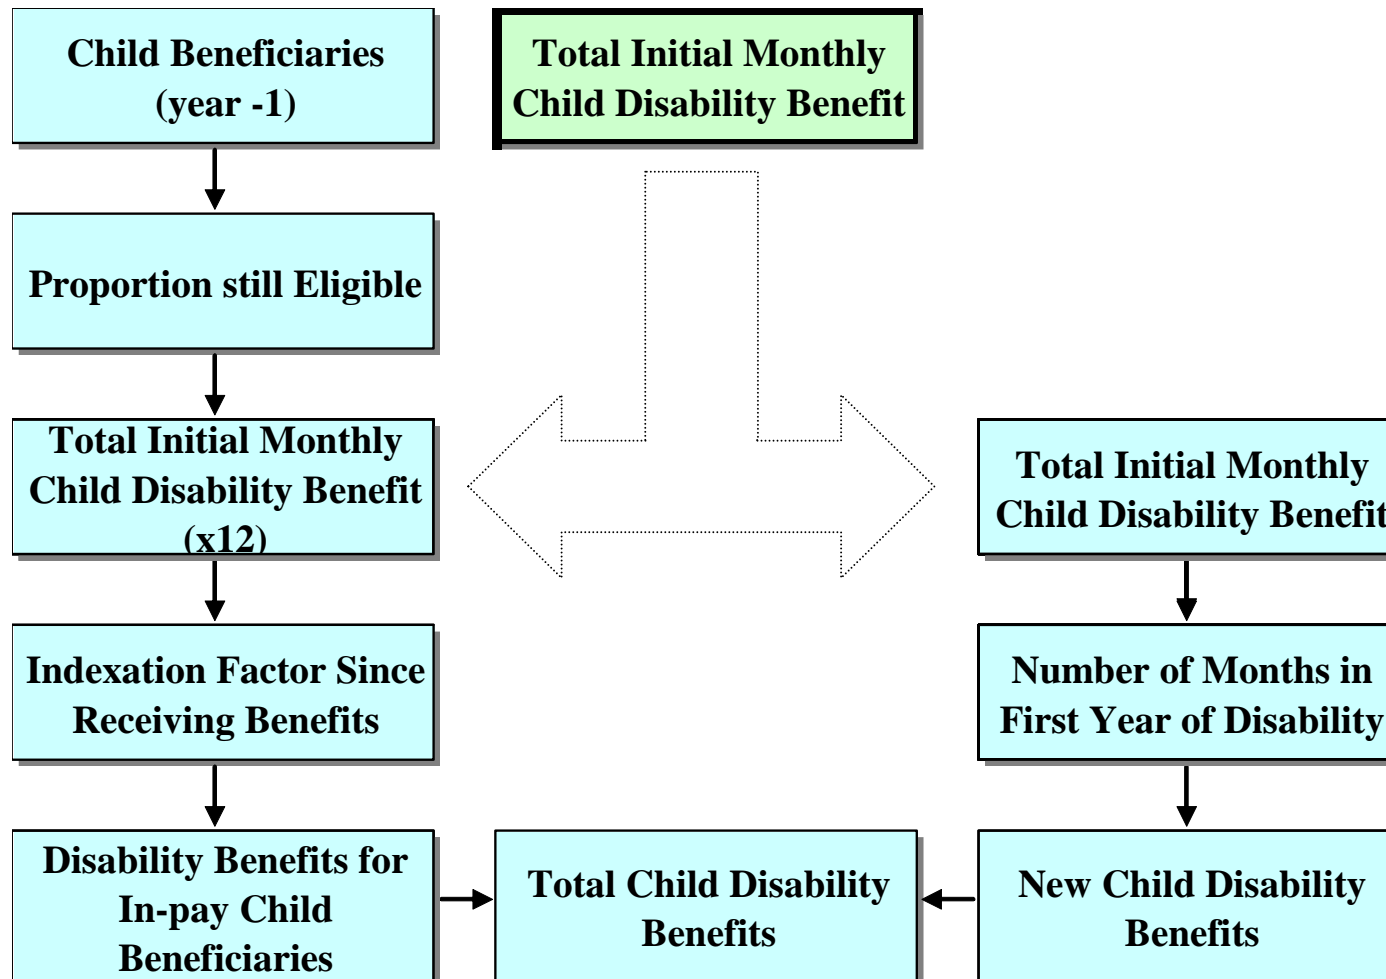 Child Beneficiaries
(year -1)
Total Initial Monthly
Child Disability Benefit
Proportion still Eligible
Total Initial Monthly
Child Disability Benefit
(x12)
Total Initial Monthly
Child Disability Benefit
Indexation Factor Since
Receiving Benefits
Number of Months in
First Year of Disability
Disability Benefits for
In-pay Child
Beneficiaries
Total Child Disability
Benefits
New Child Disability
Benefits